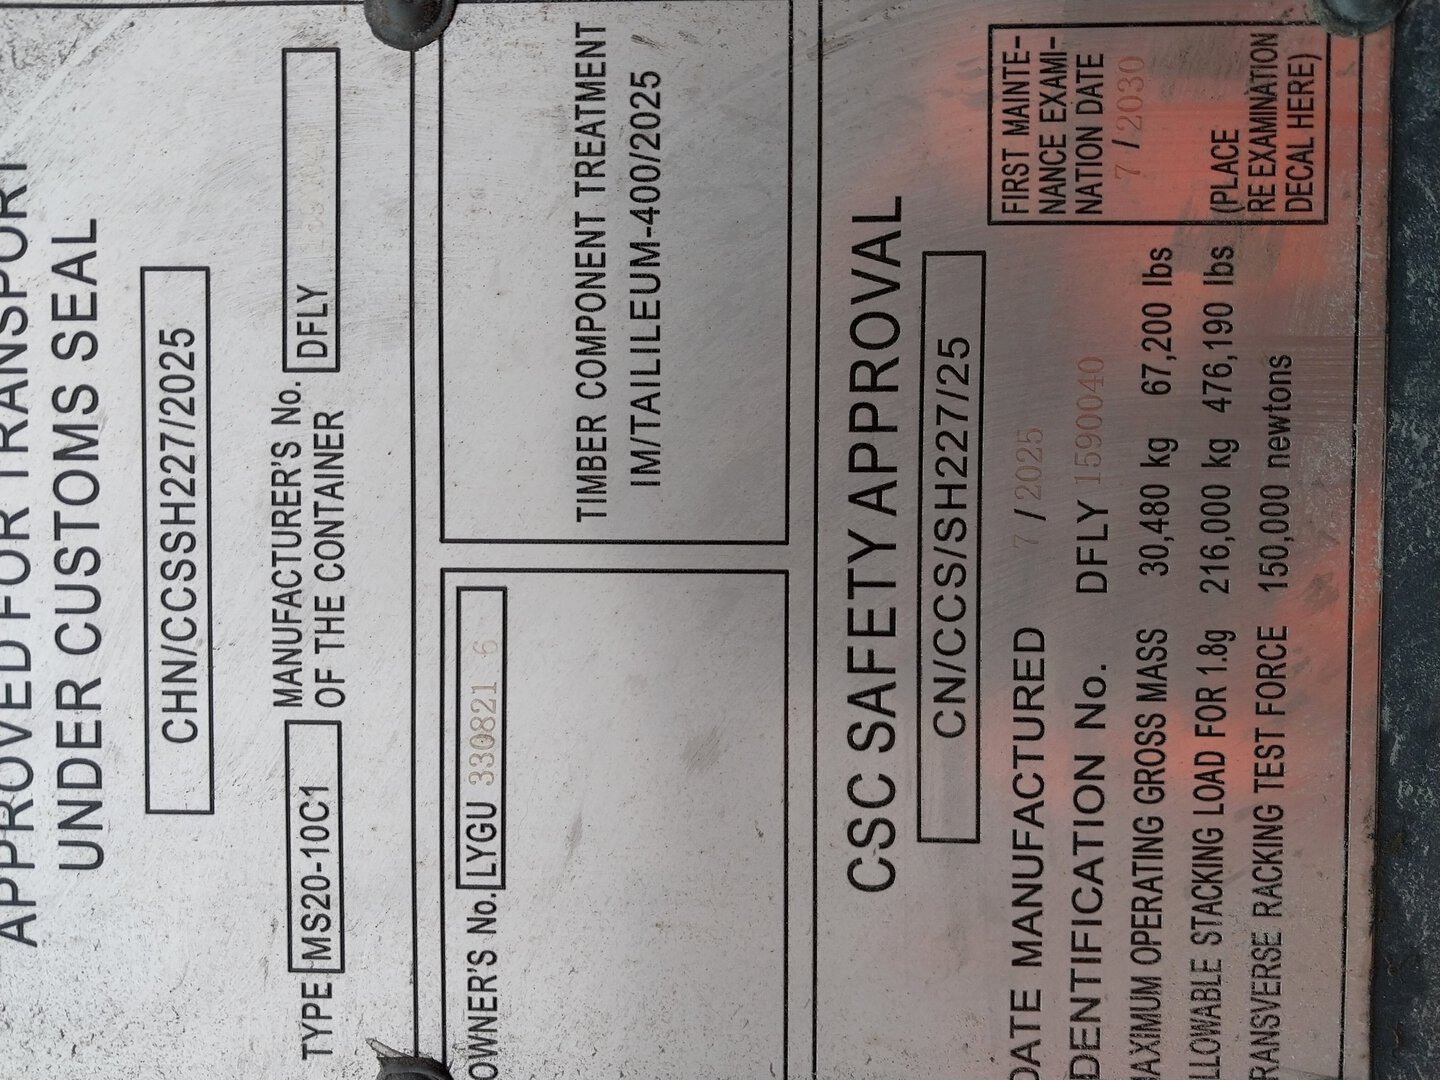 APPROVED FOR TRANSPORT
UNDER CUSTOMS SEAL
CHN/CCSSH227/2025
TYPE MS20-10C1 MANUFACTURER'S No. OF THE CONTAINER DFLY
OWNER'S No. LYGU 330821 6
TIMBER COMPONENT TREATMENT
IM/TAILILEUM-400/2025
CSC SAFETY APPROVAL
CN/CCS/SH227/25
DATE MANUFACTURED 7 / 2025
IDENTIFICATION No. DFLY 1590040
MAXIMUM OPERATING GROSS MASS 30,480 kg 67,200 lbs
ALLOWABLE STACKING LOAD FOR 1.8g 216,000 kg 476,190 lbs
TRANSVERSE RACKING TEST FORCE 150,000 newtons
FIRST MAINTE-
NANCE EXAMI-
NATION DATE
7 / 2030
(PLACE
RE EXAMINATION
DECAL HERE)